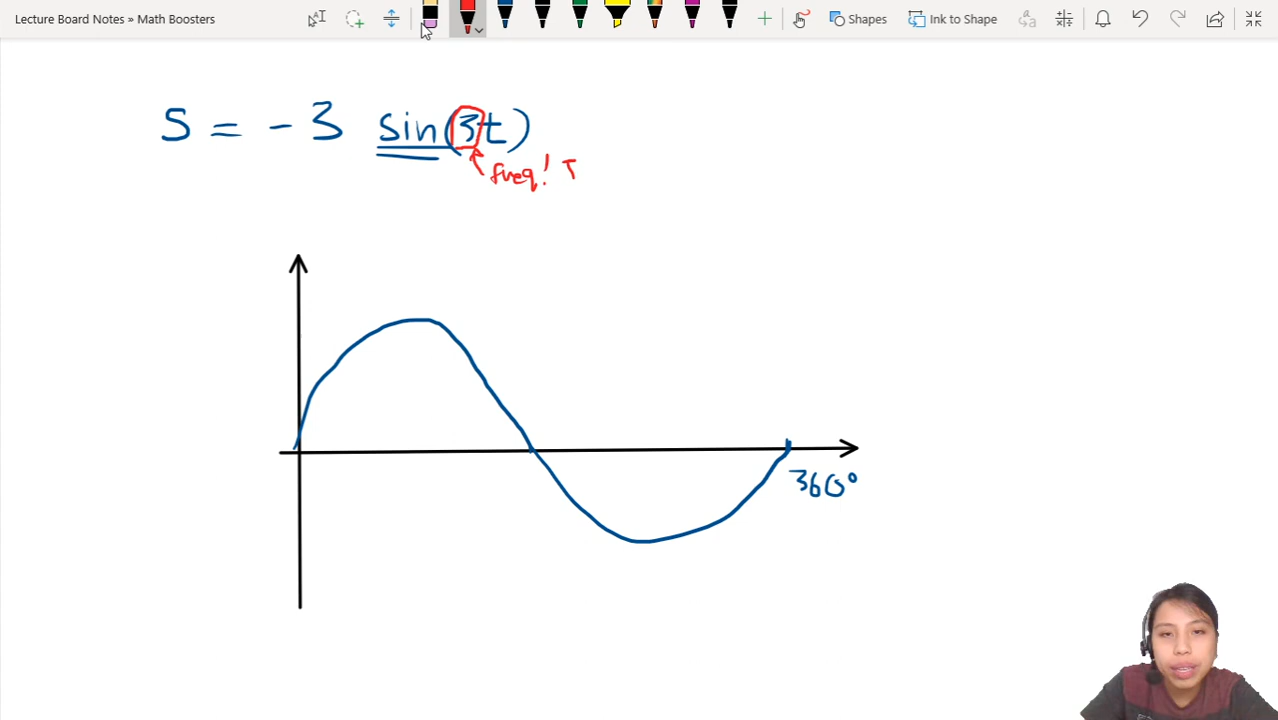 Lecture Board Notes » Math Boosters
Shapes
Ink to Shape
S = - 3 sin(3t)
freq!
360°